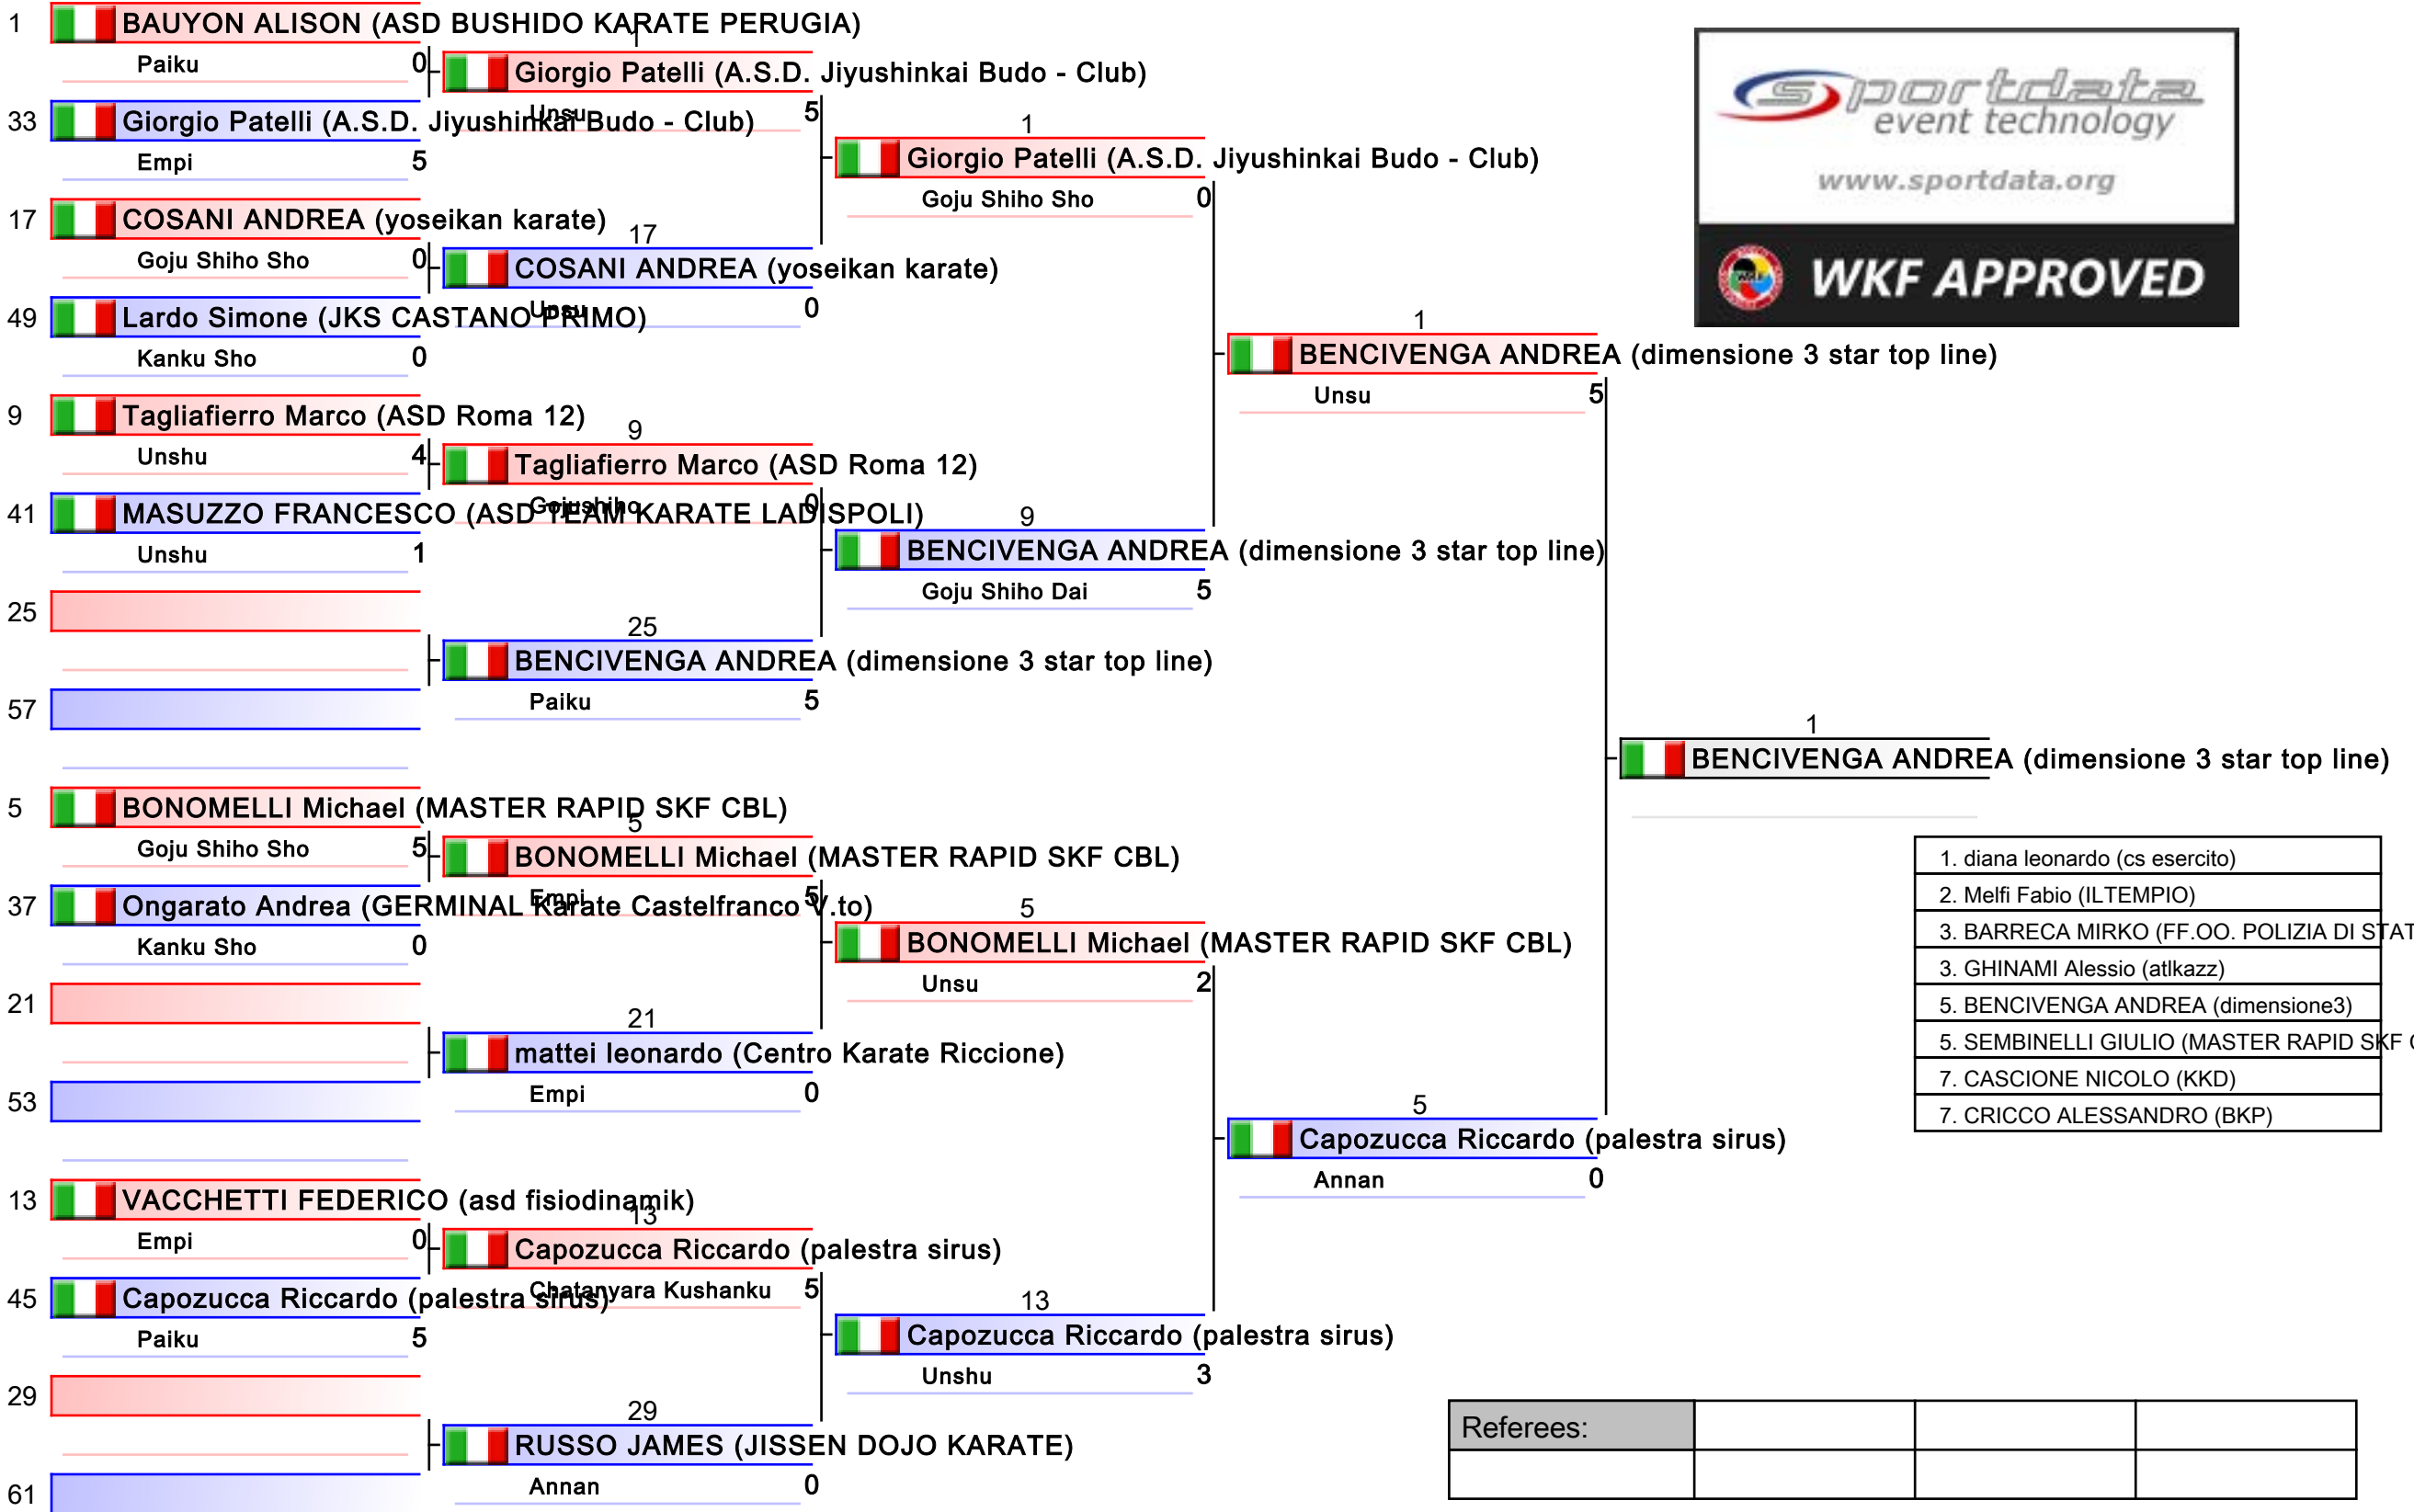 1 BAUYON ALISON (ASD BUSHIDO KARATE PERUGIA)
Paiku 0
33 Giorgio Patelli (A.S.D. Jiyushinkai Budo - Club)
Empi 5
17 COSANI ANDREA (yoseikan karate)
Goju Shiho Sho 0
49 Lardo Simone (JKS CASTANO PRIMO)
Kanku Sho 0
9 Tagliafierro Marco (ASD Roma 12)
Unshu 4
41 MASUZZO FRANCESCO (ASD TEAM KARATE LADISPOLI)
Unshu 1
25
57
5 BONOMELLI Michael (MASTER RAPID SKF CBL)
Goju Shiho Sho 5
37 Ongarato Andrea (GERMINAL Karate Castelfranco V.to)
Kanku Sho 0
21
53
13 VACCHETTI FEDERICO (asd fisiodinamik)
Empi 0
45 Capozucca Riccardo (palestra sirus)
Paiku 5
29
61
1
Giorgio Patelli (A.S.D. Jiyushinkai Budo - Club)
Unsu 5
17
COSANI ANDREA (yoseikan karate)
Unsu 0
9
Tagliafierro Marco (ASD Roma 12)
Gojushiho 0
25
BENCIVENGA ANDREA (dimensione 3 star top line)
Paiku 5
5
BONOMELLI Michael (MASTER RAPID SKF CBL)
Empi 5
21
mattei leonardo (Centro Karate Riccione)
Empi 0
13
Capozucca Riccardo (palestra sirus)
Chatanyara Kushanku 5
29
RUSSO JAMES (JISSEN DOJO KARATE)
Annan 0
1
Giorgio Patelli (A.S.D. Jiyushinkai Budo - Club)
Goju Shiho Sho 0
9
BENCIVENGA ANDREA (dimensione 3 star top line)
Goju Shiho Dai 5
5
BONOMELLI Michael (MASTER RAPID SKF CBL)
Unsu 2
13
Capozucca Riccardo (palestra sirus)
Unshu 3
1
BENCIVENGA ANDREA (dimensione 3 star top line)
Unsu 5
5
Capozucca Riccardo (palestra sirus)
Annan 0
1
BENCIVENGA ANDREA (dimensione 3 star top line)
sportdata
event technology
www.sportdata.org
WKF APPROVED
1. diana leonardo (cs esercito)
2. Melfi Fabio (ILTEMPIO)
3. BARRECA MIRKO (FF.OO. POLIZIA DI STAT
3. GHINAMI Alessio (atlkazz)
5. BENCIVENGA ANDREA (dimensione3)
5. SEMBINELLI GIULIO (MASTER RAPID SKF
7. CASCIONE NICOLO (KKD)
7. CRICCO ALESSANDRO (BKP)
Referees: